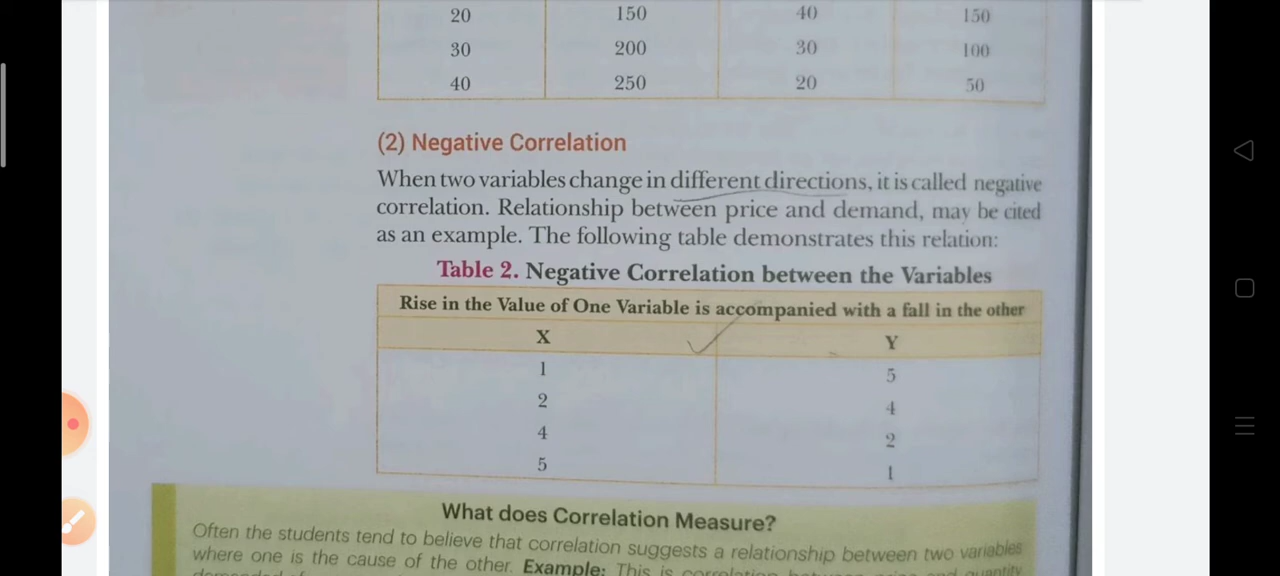 20 150 40 150
30 200 30 100
40 250 20 50
(2) Negative Correlation
When two variables change in different directions, it is called negative
correlation. Relationship between price and demand, may be cited
as an example. The following table demonstrates this relation:
Table 2. Negative Correlation between the Variables
Rise in the Value of One Variable is accompanied with a fall in the other
X Y
1 5
2 4
4 2
5 1
What does Correlation Measure?
Often the students tend to believe that correlation suggests a relationship between two variables
where one is the cause of the other. Example: This is correlation between price and quantity